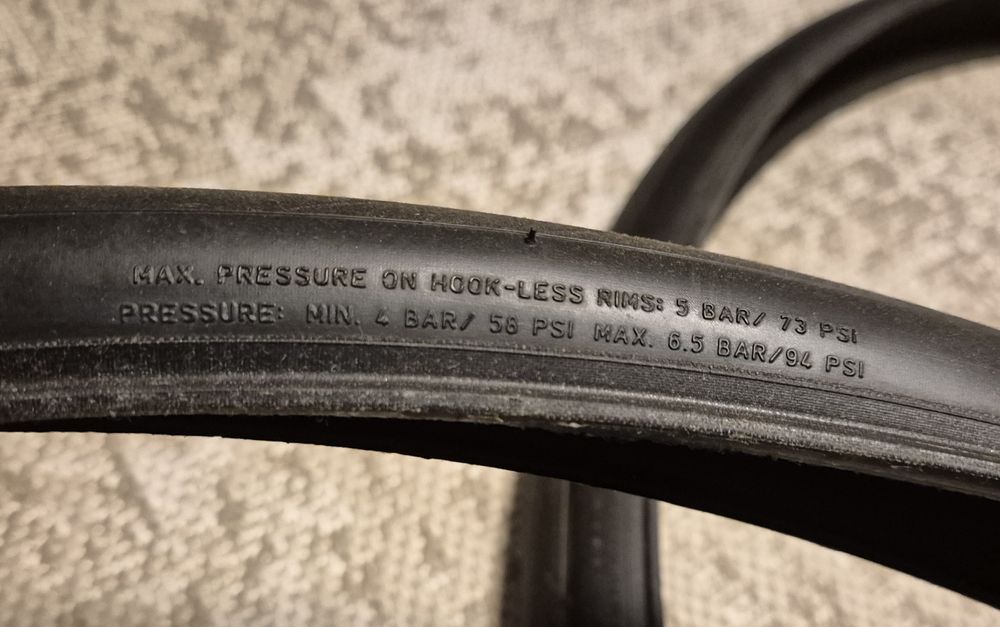 MAX. PRESSURE ON HOOK-LESS RIMS: 5 BAR/ 73 PSI
PRESSURE: MIN. 4 BAR/ 58 PSI MAX. 6.5 BAR/94 PSI